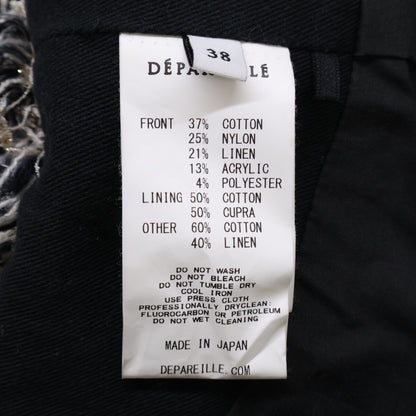 38
DÉPAREILLÉ
FRONT 37% COTTON
25% NYLON
21% LINEN
13% ACRYLIC
4% POLYESTER
LINING 50% COTTON
50% CUPRA
OTHER 60% COTTON
40% LINEN
DO NOT WASH
DO NOT BLEACH
DO NOT TUMBLE DRY
COOL IRON
USE PRESS CLOTH
PROFESSIONALLY DRYCLEAN:
FLUOROCARBON OR PETROLEUM
DO NOT WET CLEANING
MADE IN JAPAN
DEPAREILLE.COM